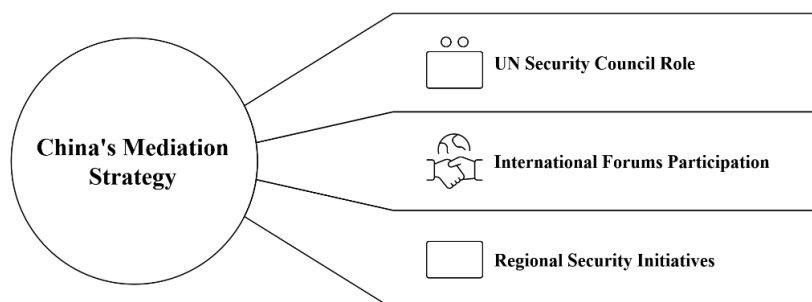 China's Mediation
Strategy
UN Security Council Role
International Forums Participation
Regional Security Initiatives